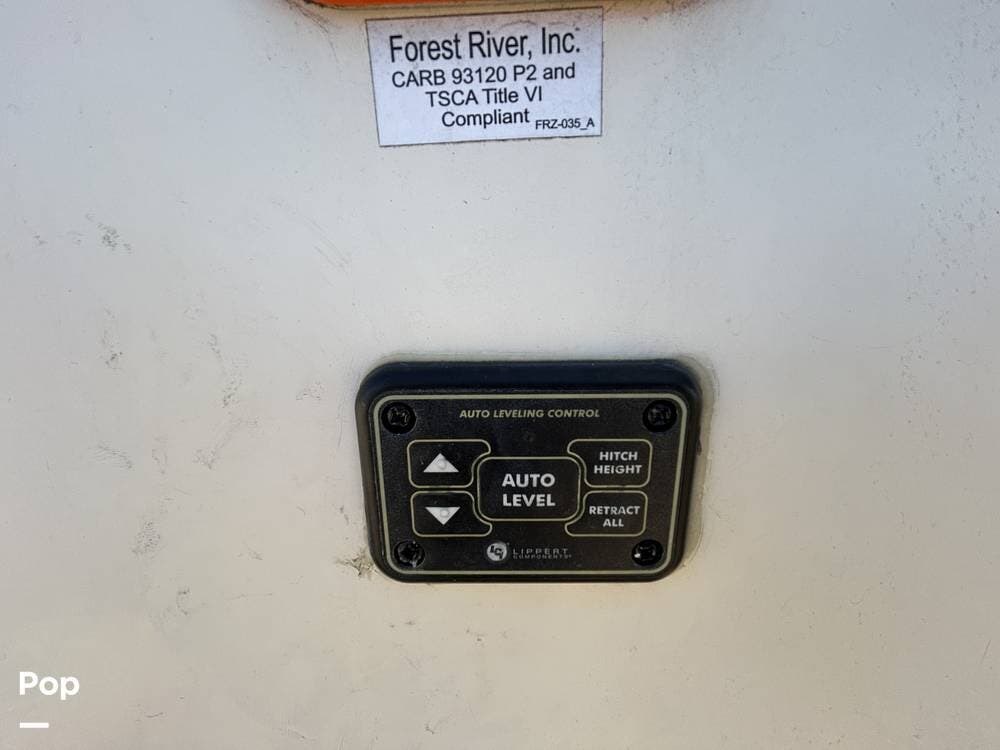 Forest River, Inc.
CARB 93120 P2 and
TSCA Title VI
Compliant FRZ-035_A
AUTO LEVELING CONTROL
HITCH
HEIGHT
AUTO
LEVEL
RETRACT
ALL
LCI LIPPERT
COMPONENTS®
Pop